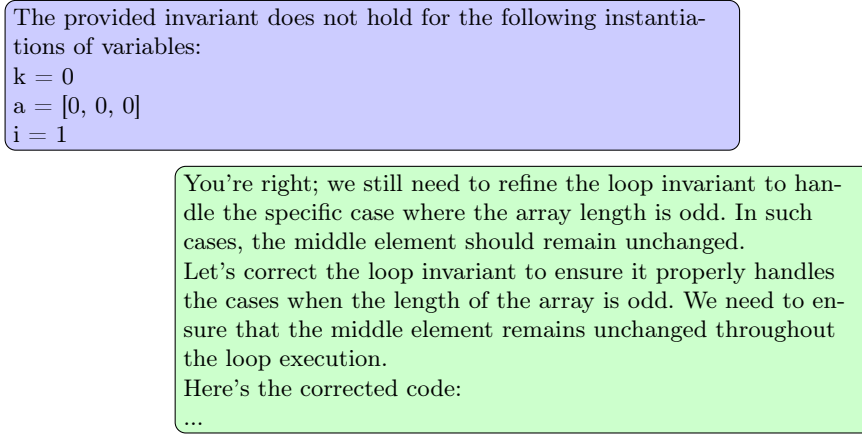 The provided invariant does not hold for the following instantia-
tions of variables:
k = 0
a = [0, 0, 0]
i = 1
You're right; we still need to refine the loop invariant to han-
dle the specific case where the array length is odd. In such
cases, the middle element should remain unchanged.
Let's correct the loop invariant to ensure it properly handles
the cases when the length of the array is odd. We need to en-
sure that the middle element remains unchanged throughout
the loop execution.
Here's the corrected code:
...